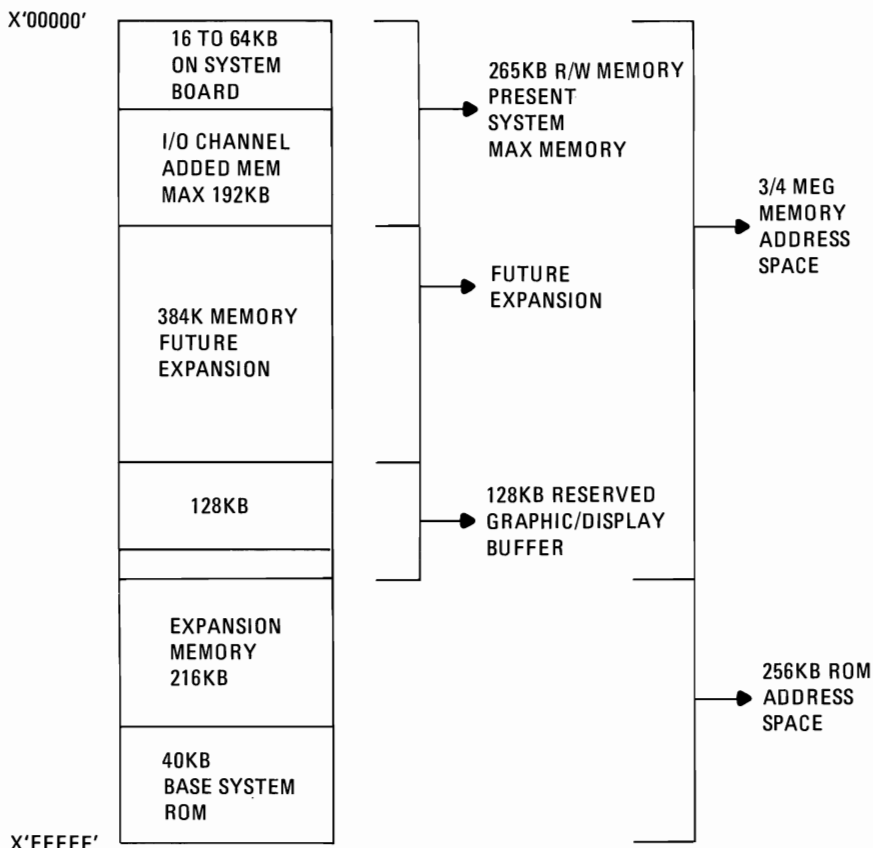 X'00000'
16 TO 64KB
ON SYSTEM
BOARD
I/O CHANNEL
ADDED MEM
MAX 192KB
384K MEMORY
FUTURE
EXPANSION
128KB
EXPANSION
MEMORY
216KB
40KB
BASE SYSTEM
ROM
X'FFFFF'
265KB R/W MEMORY
PRESENT
SYSTEM
MAX MEMORY
FUTURE
EXPANSION
128KB RESERVED
GRAPHIC/DISPLAY
BUFFER
3/4 MEG
MEMORY
ADDRESS
SPACE
256KB ROM
ADDRESS
SPACE